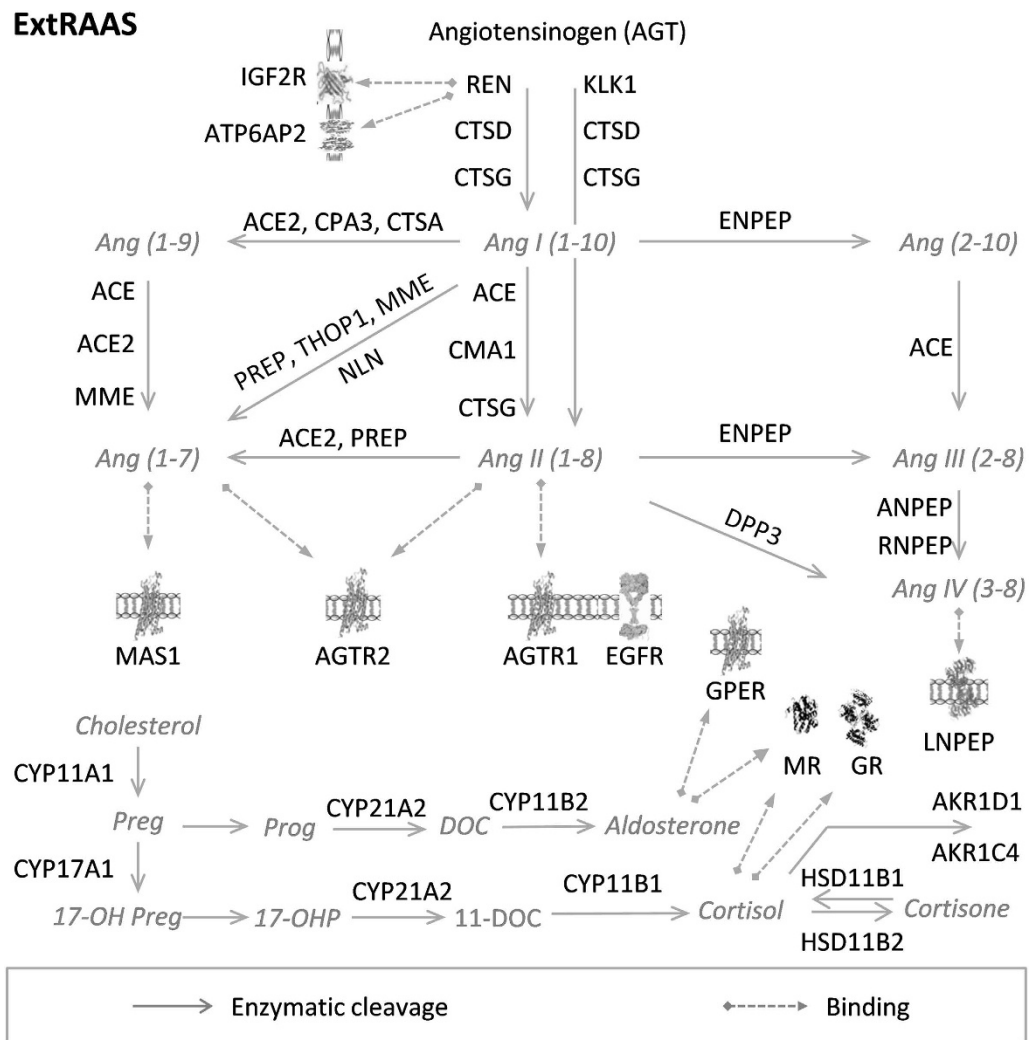 ExtRAAS
Angiotensinogen (AGT)
IGF2R
REN
KLK1
ATP6AP2
CTSD
CTSD
CTSG
CTSG
Ang (1-9)
ACE2, CPA3, CTSA
Ang I (1-10)
ENPEP
Ang (2-10)
ACE
ACE2
MME
PREP, THOP1, MME
NLN
ACE
CMA1
CTSG
ACE
Ang (1-7)
ACE2, PREP
Ang II (1-8)
ENPEP
Ang III (2-8)
DPP3
ANPEP
RNPEP
Ang IV (3-8)
MAS1
AGTR2
AGTR1
EGFR
GPER
LNPEP
MR
GR
Cholesterol
CYP11A1
Preg
Prog
CYP21A2
DOC
CYP11B2
Aldosterone
AKR1D1
AKR1C4
CYP17A1
17-OH Preg
17-OHP
CYP21A2
11-DOC
CYP11B1
Cortisol
HSD11B1
HSD11B2
Cortisone
Enzymatic cleavage
Binding